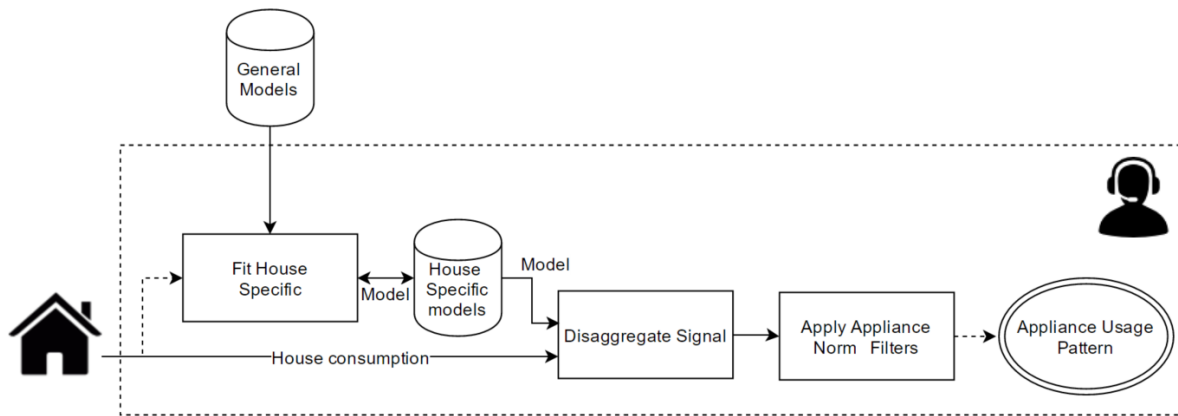 General
Models
Fit House
Specific
Model
House
Specific
models
Model
House consumption
Disaggregate Signal
Apply Appliance
Norm Filters
Appliance Usage
Pattern